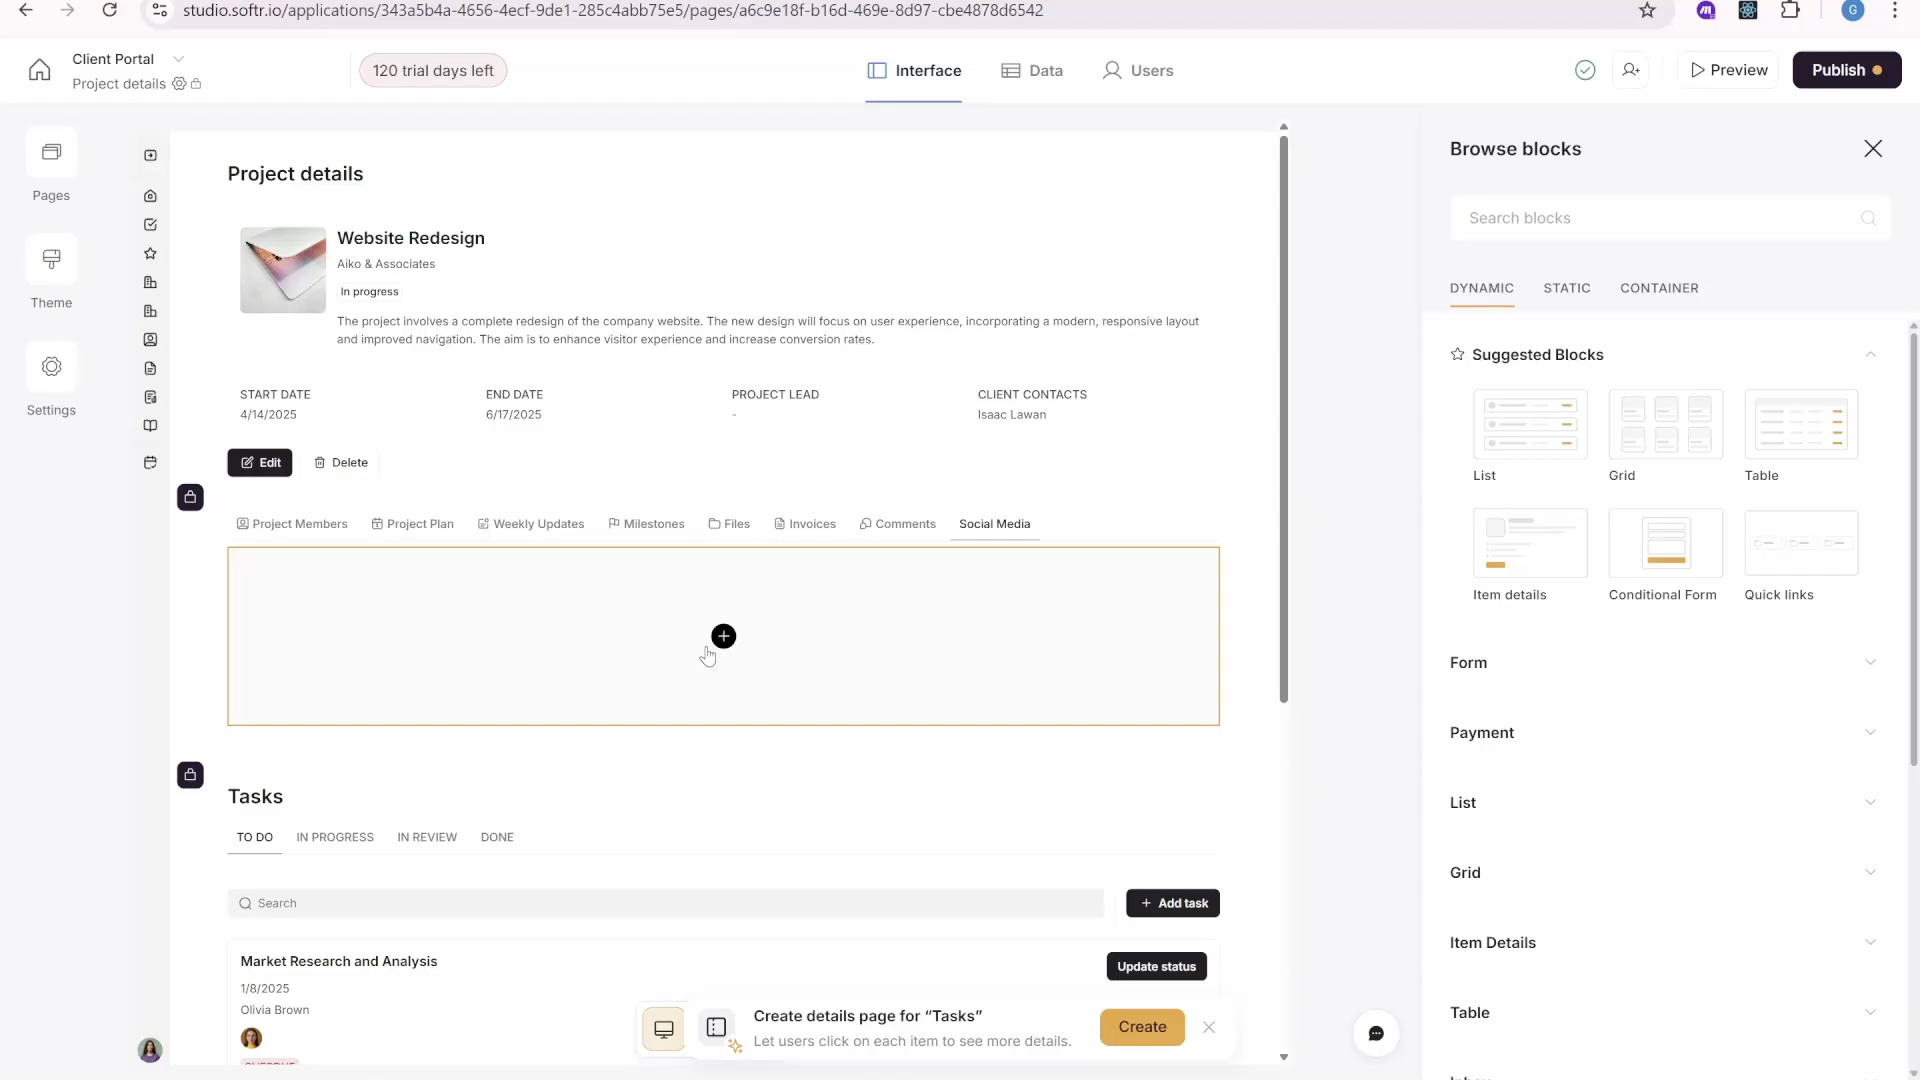 studio.softr.io/applications/343a5b4a-4656-4ecf-9de1-285c4abb75e5/pages/a6c9e18f-b16d-469e-8d97-cbe4878d6542
G
Client Portal
Project details
120 trial days left
Interface
Data
Users
Preview
Publish
Pages
Theme
Settings
Project details
Website Redesign
Aiko & Associates
In progress
The project involves a complete redesign of the company website. The new design will focus on user experience, incorporating a modern, responsive layout
and improved navigation. The aim is to enhance visitor experience and increase conversion rates.
START DATE
4/14/2025
END DATE
6/17/2025
PROJECT LEAD
-
CLIENT CONTACTS
Isaac Lawan
Edit
Delete
Project Members
Project Plan
Weekly Updates
Milestones
Files
Invoices
Comments
Social Media
Tasks
TO DO
IN PROGRESS
IN REVIEW
DONE
Search
+ Add task
Market Research and Analysis
1/8/2025
Olivia Brown
Update status
Create details page for “Tasks”
Let users click on each item to see more details.
Create
Browse blocks
Search blocks
DYNAMIC
STATIC
CONTAINER
Suggested Blocks
List
Grid
Table
Item details
Conditional Form
Quick links
Form
Payment
List
Grid
Item Details
Table